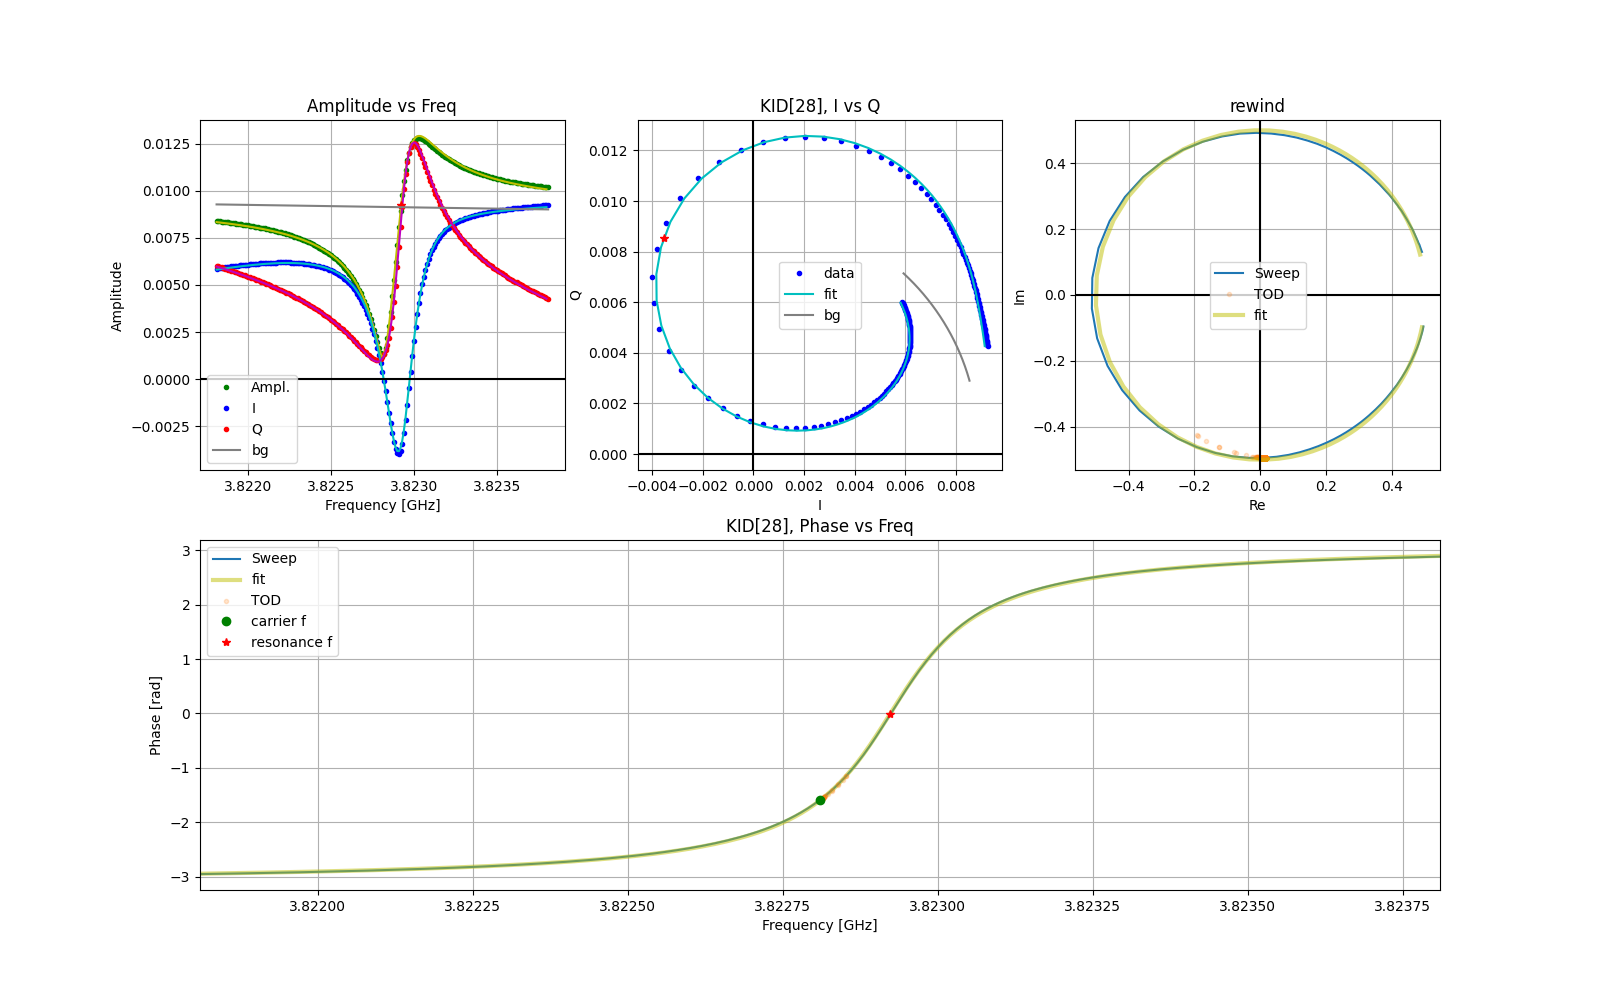 Amplitude vs Freq
0.0125
0.0100
0.0075
0.0050
0.0025
0.0000
−0.0025
Amplitude
Ampl.
I
Q
bg
3.8220 3.8225 3.8230 3.8235
Frequency [GHz]
KID[28], I vs Q
0.012
0.010
0.008
0.006
0.004
0.002
0.000
Q
data
fit
bg
−0.004 −0.002 0.000 0.002 0.004 0.006 0.008
I
rewind
0.4
0.2
0.0
−0.2
−0.4
Im
Sweep
TOD
fit
−0.4 −0.2 0.0 0.2 0.4
Re
KID[28], Phase vs Freq
3
2
1
0
−1
−2
−3
Phase [rad]
Sweep
fit
TOD
carrier f
resonance f
3.82200 3.82225 3.82250 3.82275 3.82300 3.82325 3.82350 3.82375
Frequency [GHz]